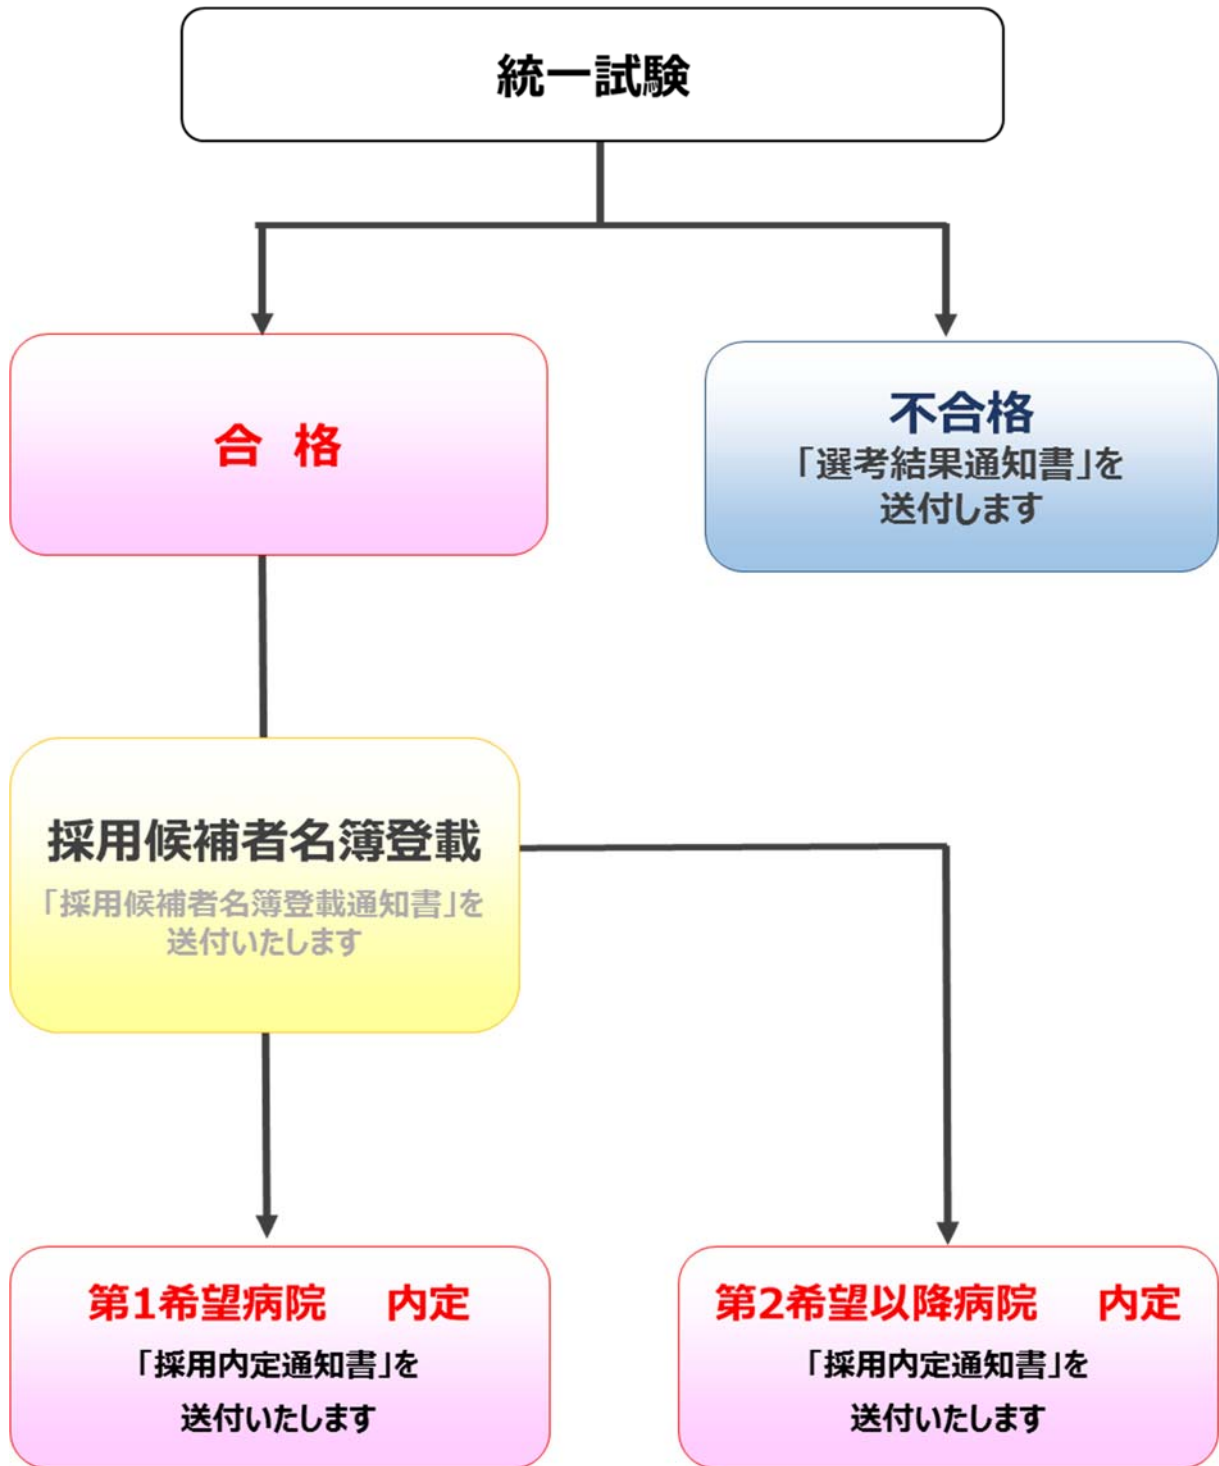 統一試験
合 格
不合格
「選考結果通知書」を
送付します
採用候補者名簿登載
「採用候補者名簿登載通知書」を
送付いたします
第1希望病院 内定
「採用内定通知書」を
送付いたします
第2希望以降病院 内定
「採用内定通知書」を
送付いたします